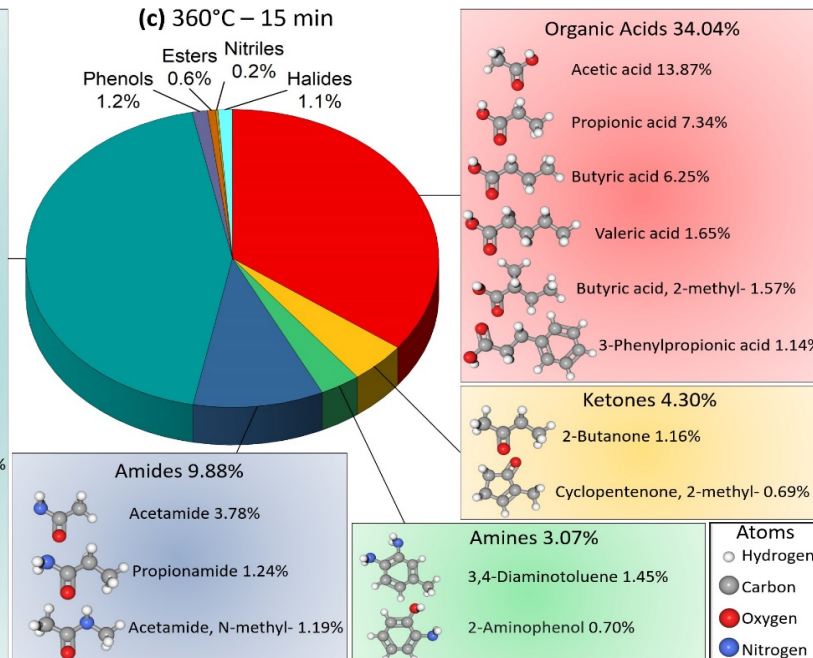 (c) 360°C – 15 min
Nitriles
0.2%
Esters
0.6%
Phenols
1.2%
Halides
1.1%
Organic Acids 34.04%
Acetic acid 13.87%
Propionic acid 7.34%
Butyric acid 6.25%
Valeric acid 1.65%
Butyric acid, 2-methyl- 1.57%
3-Phenylpropionic acid 1.14%
Ketones 4.30%
2-Butanone 1.16%
Cyclopentenone, 2-methyl- 0.69%
%
Amides 9.88%
Acetamide 3.78%
Propionamide 1.24%
Acetamide, N-methyl- 1.19%
Amines 3.07%
3,4-Diaminotoluene 1.45%
2-Aminophenol 0.70%
Atoms
Hydrogen
Carbon
Oxygen
Nitrogen